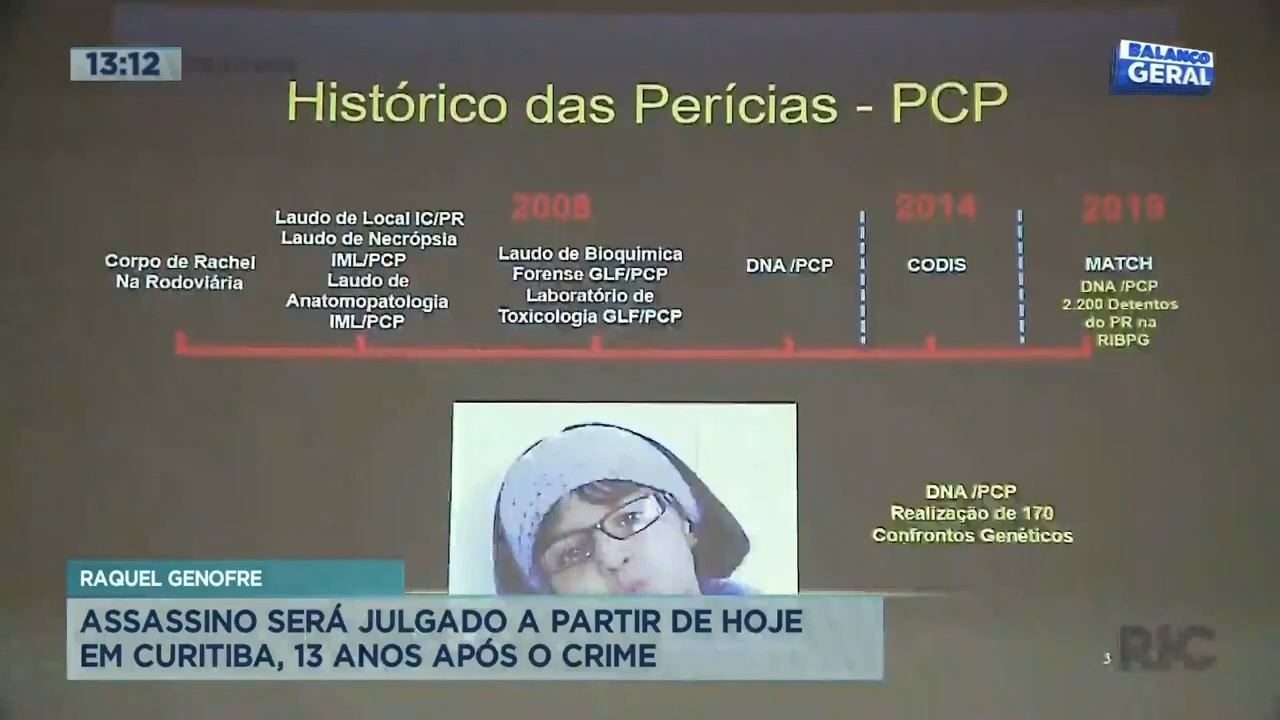 13:12
BALANÇO
GERAL
Histórico das Perícias - PCP
2008
2014
2019
Corpo de Rachel
Na Rodoviária
Laudo de Local IC/PR
Laudo de Necrópsia
IML/PCP
Laudo de
Anatomopatologia
IML/PCP
Laudo de Bioquímica
Forense GLF/PCP
Laboratório de
Toxicologia GLF/PCP
DNA /PCP
CODIS
MATCH
DNA /PCP
2.200 Detentos
do PR na
RIBPG
DNA /PCP
Realização de 170
Confrontos Genéticos
RAQUEL GENOFRE
ASSASSINO SERÁ JULGADO A PARTIR DE HOJE
EM CURITIBA, 13 ANOS APÓS O CRIME
3
RIC